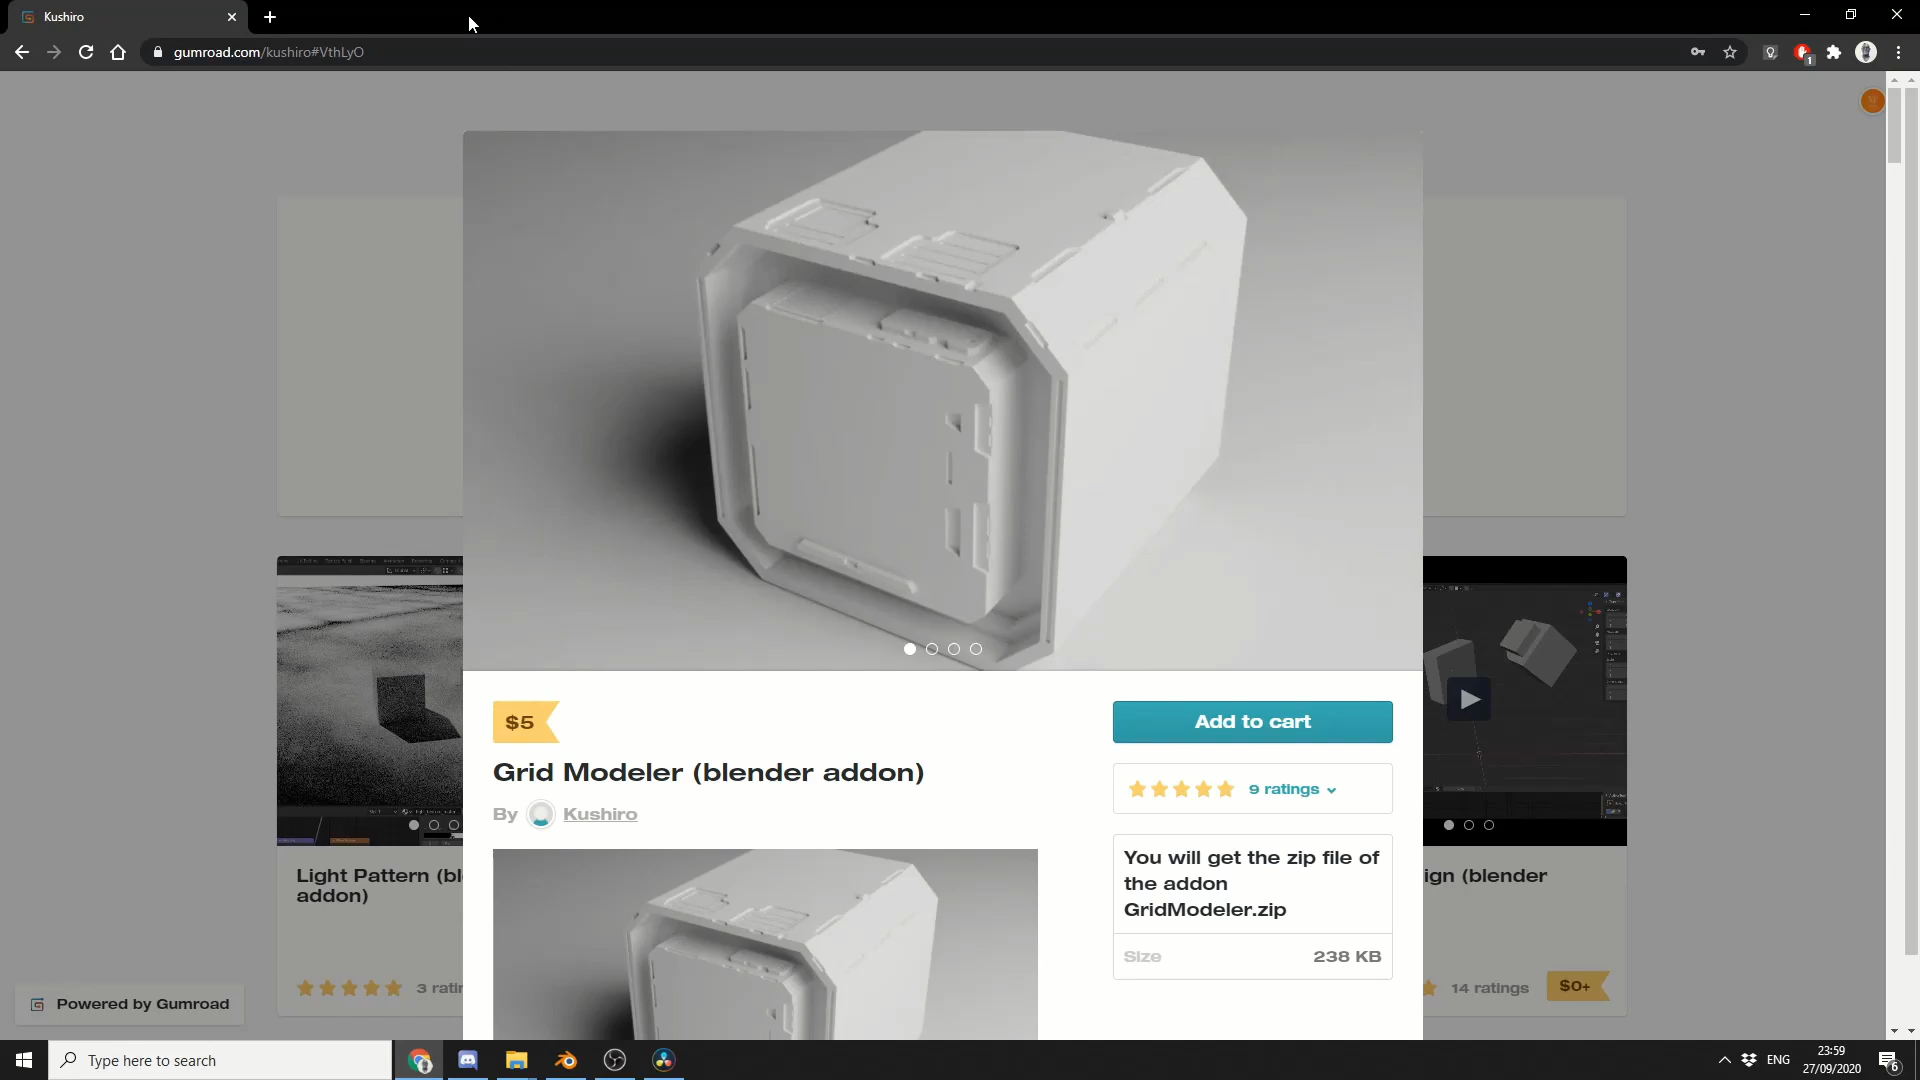 Kushiro
gumroad.com/kushiro#VthLyO
1
$5
Add to cart
Grid Modeler (blender addon)
9 ratings
By Kushiro
You will get the zip file of
the addon
GridModeler.zip
Size 238 KB
Light Pattern (bl
addon)
3 ratin
ign (blender
14 ratings $0+
Powered by Gumroad
Type here to search
ENG
23:59
27/09/2020
6